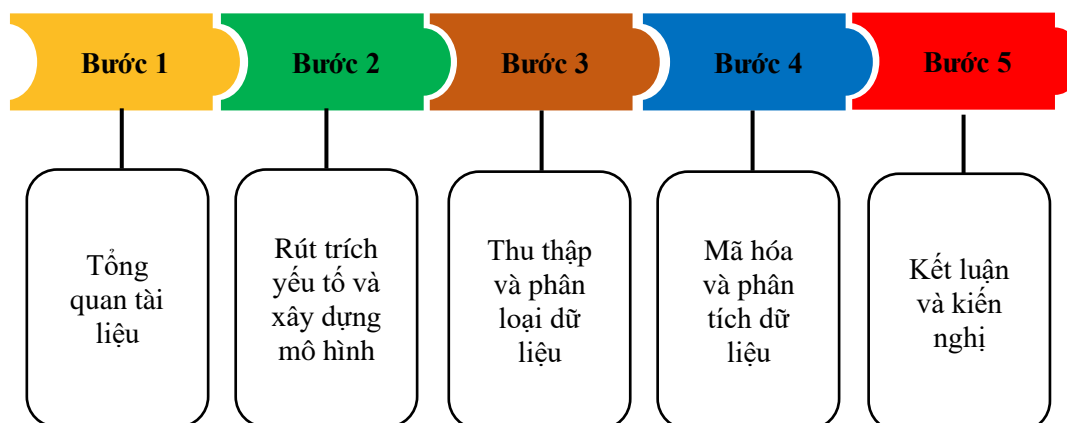 Bước 1
Bước 2
Bước 3
Bước 4
Bước 5
Tổng
quan tài
liệu
Rút trích
yếu tố và
xây dựng
mô hình
Thu thập
và phân
loại dữ
liệu
Mã hóa
và phân
tích dữ
liệu
Kết luận
và kiến
nghị